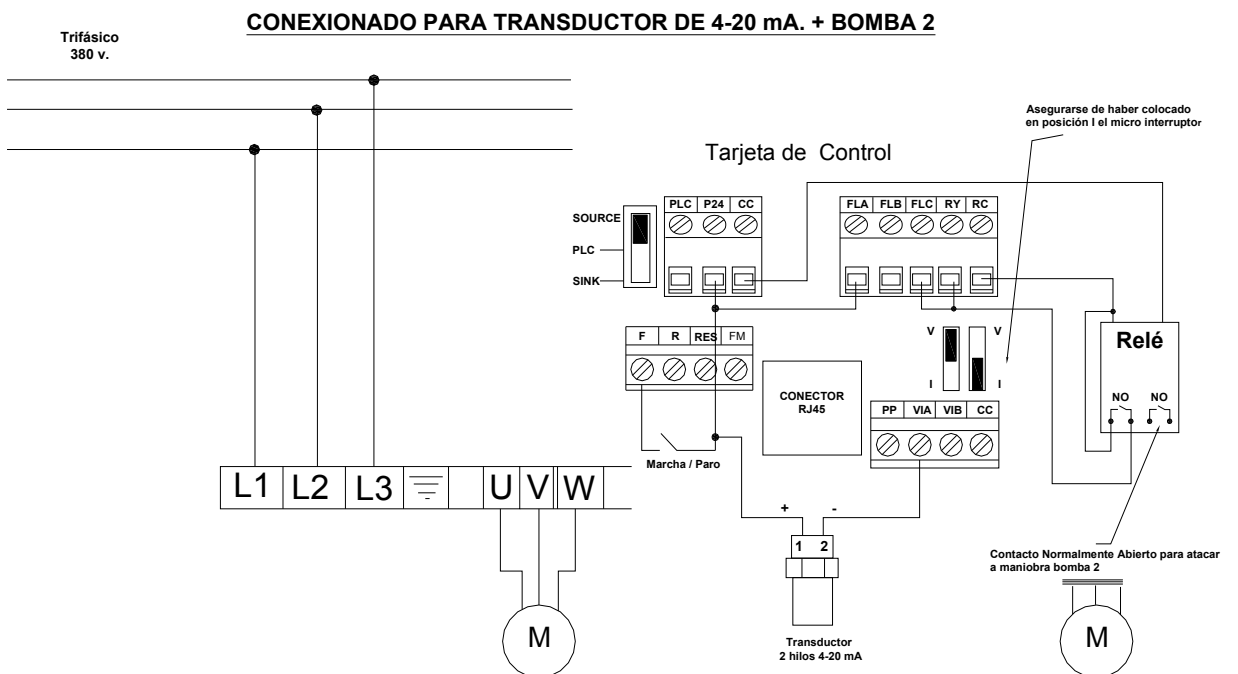 CONEXIONADO PARA TRANSDUCTOR DE 4-20 mA. + BOMBA 2
Trifásico
380 v.
Asegurarse de haber colocado
en posición I el micro interruptor
Tarjeta de Control
SOURCE
PLC
SINK
PLC P24 CC
FLA FLB FLC RY RC
F R RES FM
V V
I I
Relé
NO NO
CONECTOR
RJ45
PP VIA VIB CC
Marcha / Paro
L1 L2 L3 U V W
+ -
1 2
Contacto Normalmente Abierto para atacar
a maniobra bomba 2
M
Transductor
2 hilos 4-20 mA
M